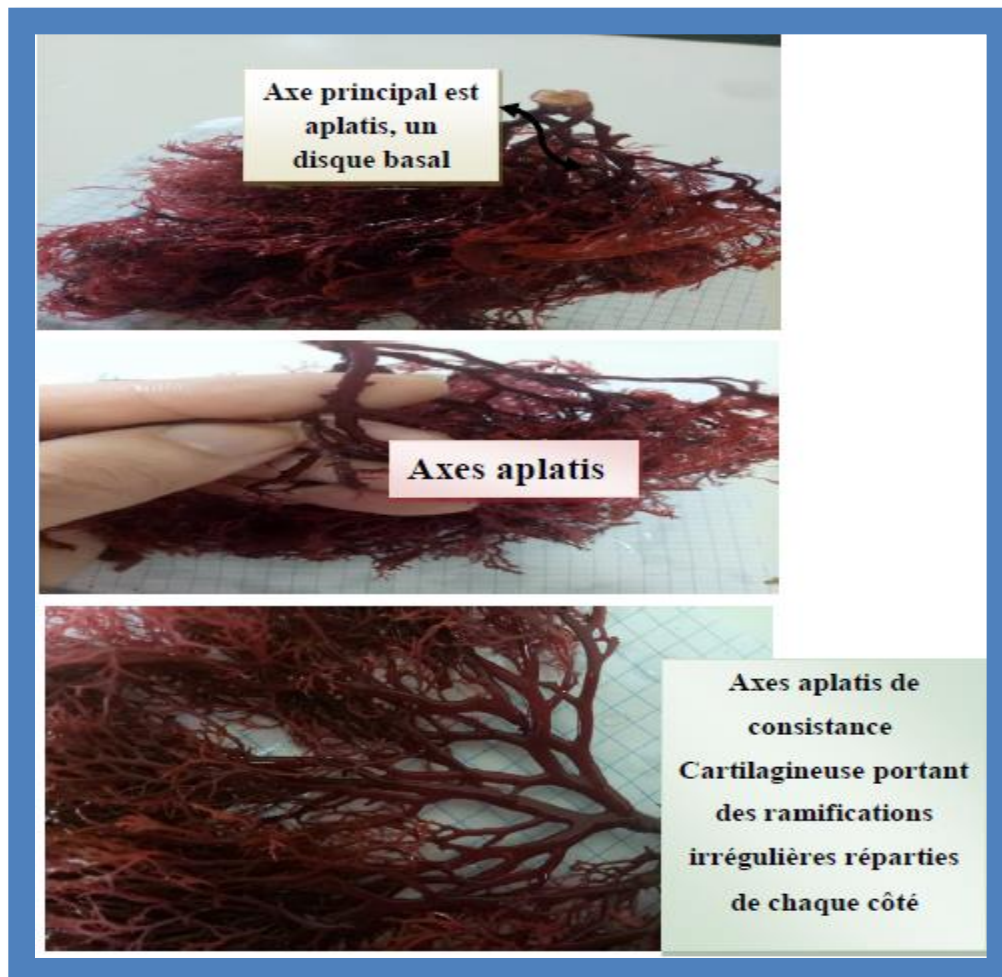 Axe principal est
aplatis, un
disque basal
Axes aplatis
Axes aplatis de
consistance
Cartilagineuse portant
des ramifications
irrégulières réparties
de chaque côté